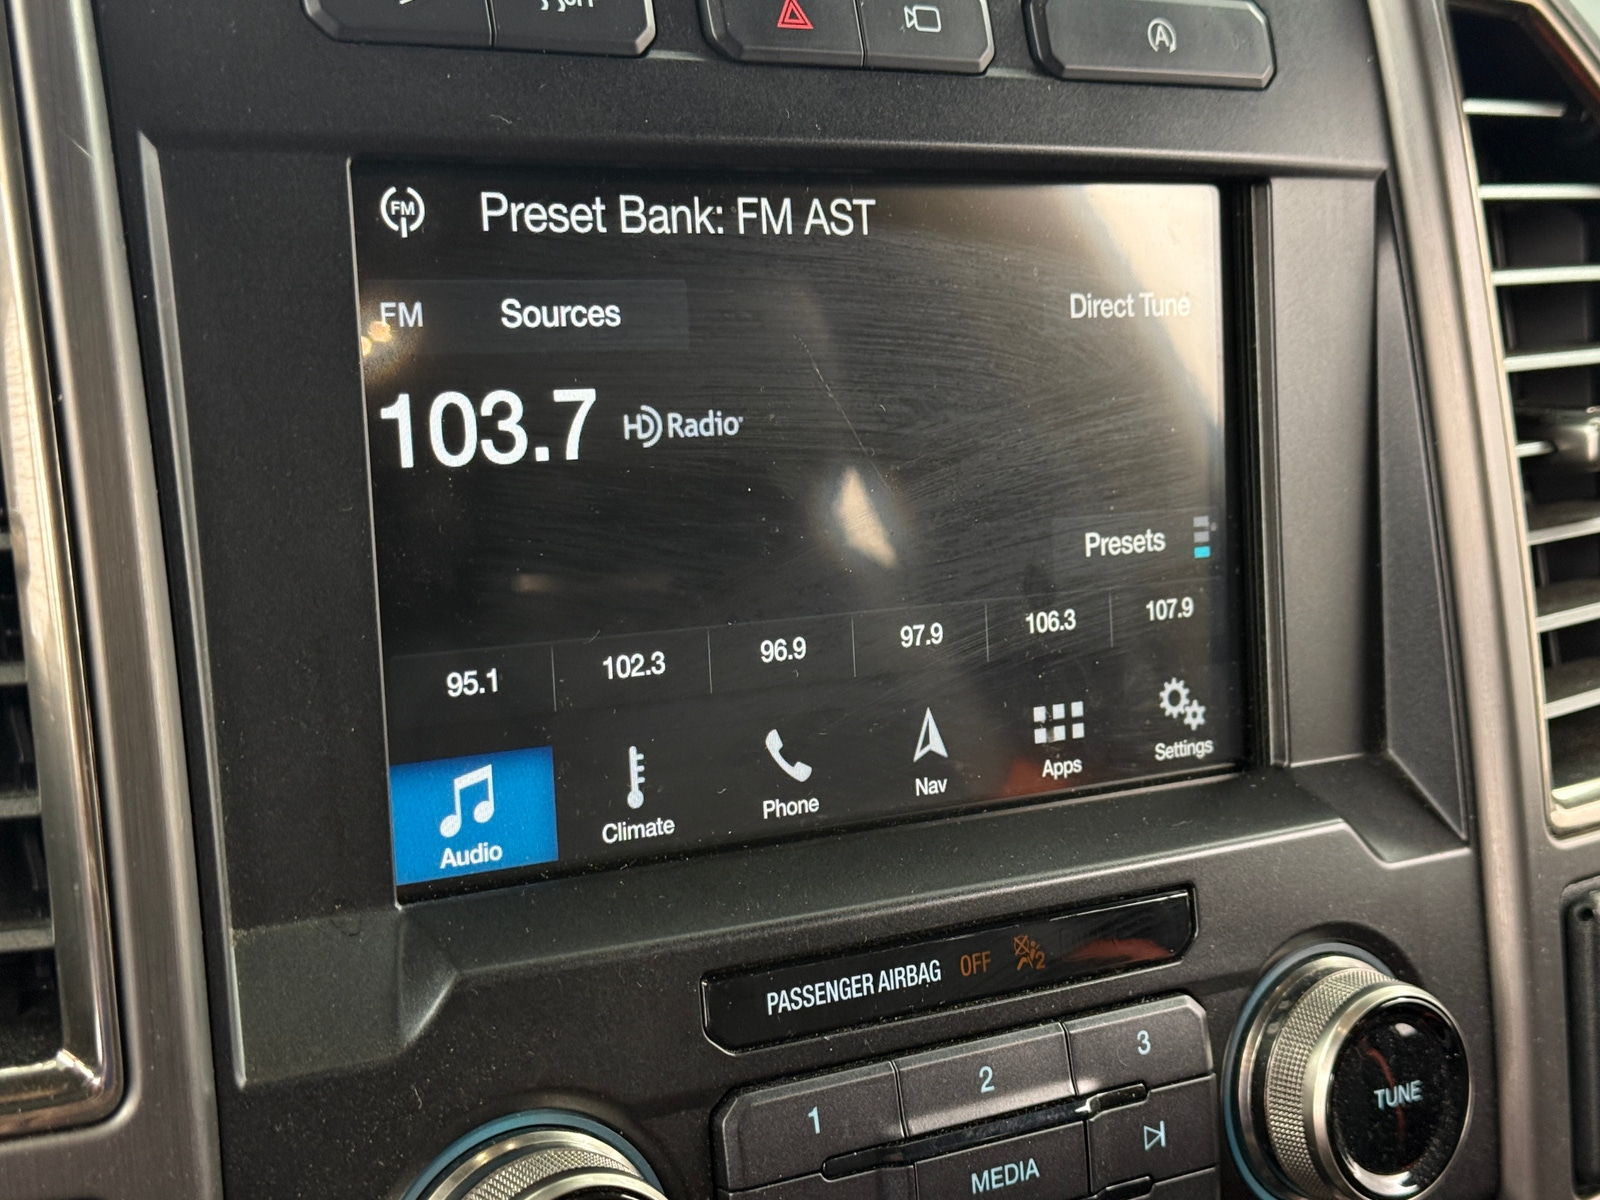 FM
Preset Bank: FM AST
FM Sources Direct Tune
103.7 HD Radio
Presets
95.1 102.3 96.9 97.9 106.3 107.9
Audio Climate Phone Nav Apps Settings
PASSENGER AIRBAG OFF 2
1 2 3
MEDIA
TUNE
A